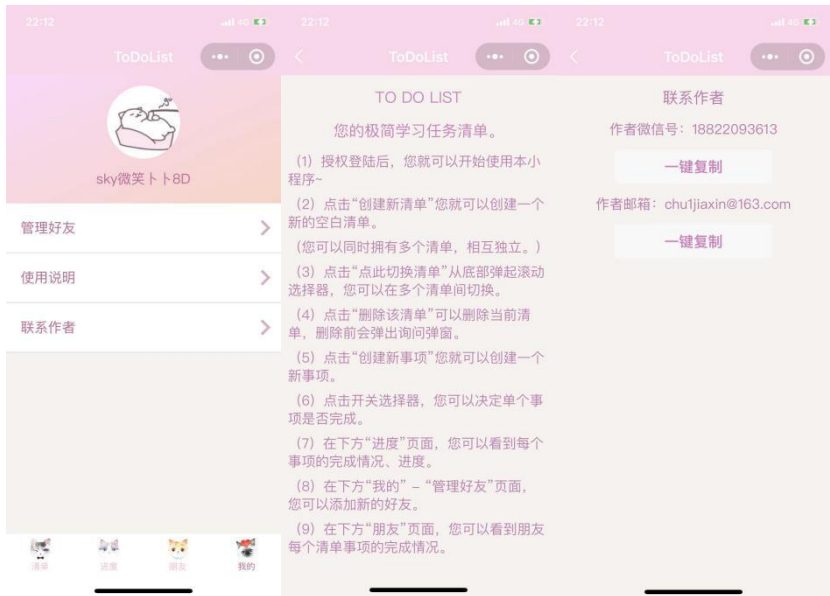 22:12
4G
ToDoList
sky微笑卜卜8D
管理好友
使用说明
联系作者
清单
进度
朋友
我的
22:12
4G
ToDoList
TO DO LIST
您的极简学习任务清单。
（1）授权登陆后，您就可以开始使用本小
程序~
（2）点击“创建新清单”您就可以创建一个
新的空白清单。
(您可以同时拥有多个清单，相互独立。)
（3）点击“点此切换清单”从底部弹起滚动
选择器，您可以在多个清单间切换。
（4）点击“删除该清单”可以删除当前清
单，删除前会弹出询问弹窗。
（5）点击“创建新事项”您就可以创建一个
新事项。
（6）点击开关选择器，您可以决定单个事
项是否完成。
（7）在下方“进度”页面，您可以看到每个
事项的完成情况、进度。
（8）在下方“我的” – “管理好友”页面，
您可以添加新的好友。
（9）在下方“朋友”页面，您可以看到朋友
每个清单事项的完成情况。
22:12
4G
ToDoList
联系作者
作者微信号：18822093613
一键复制
作者邮箱：chu1jiaxin@163.com
一键复制